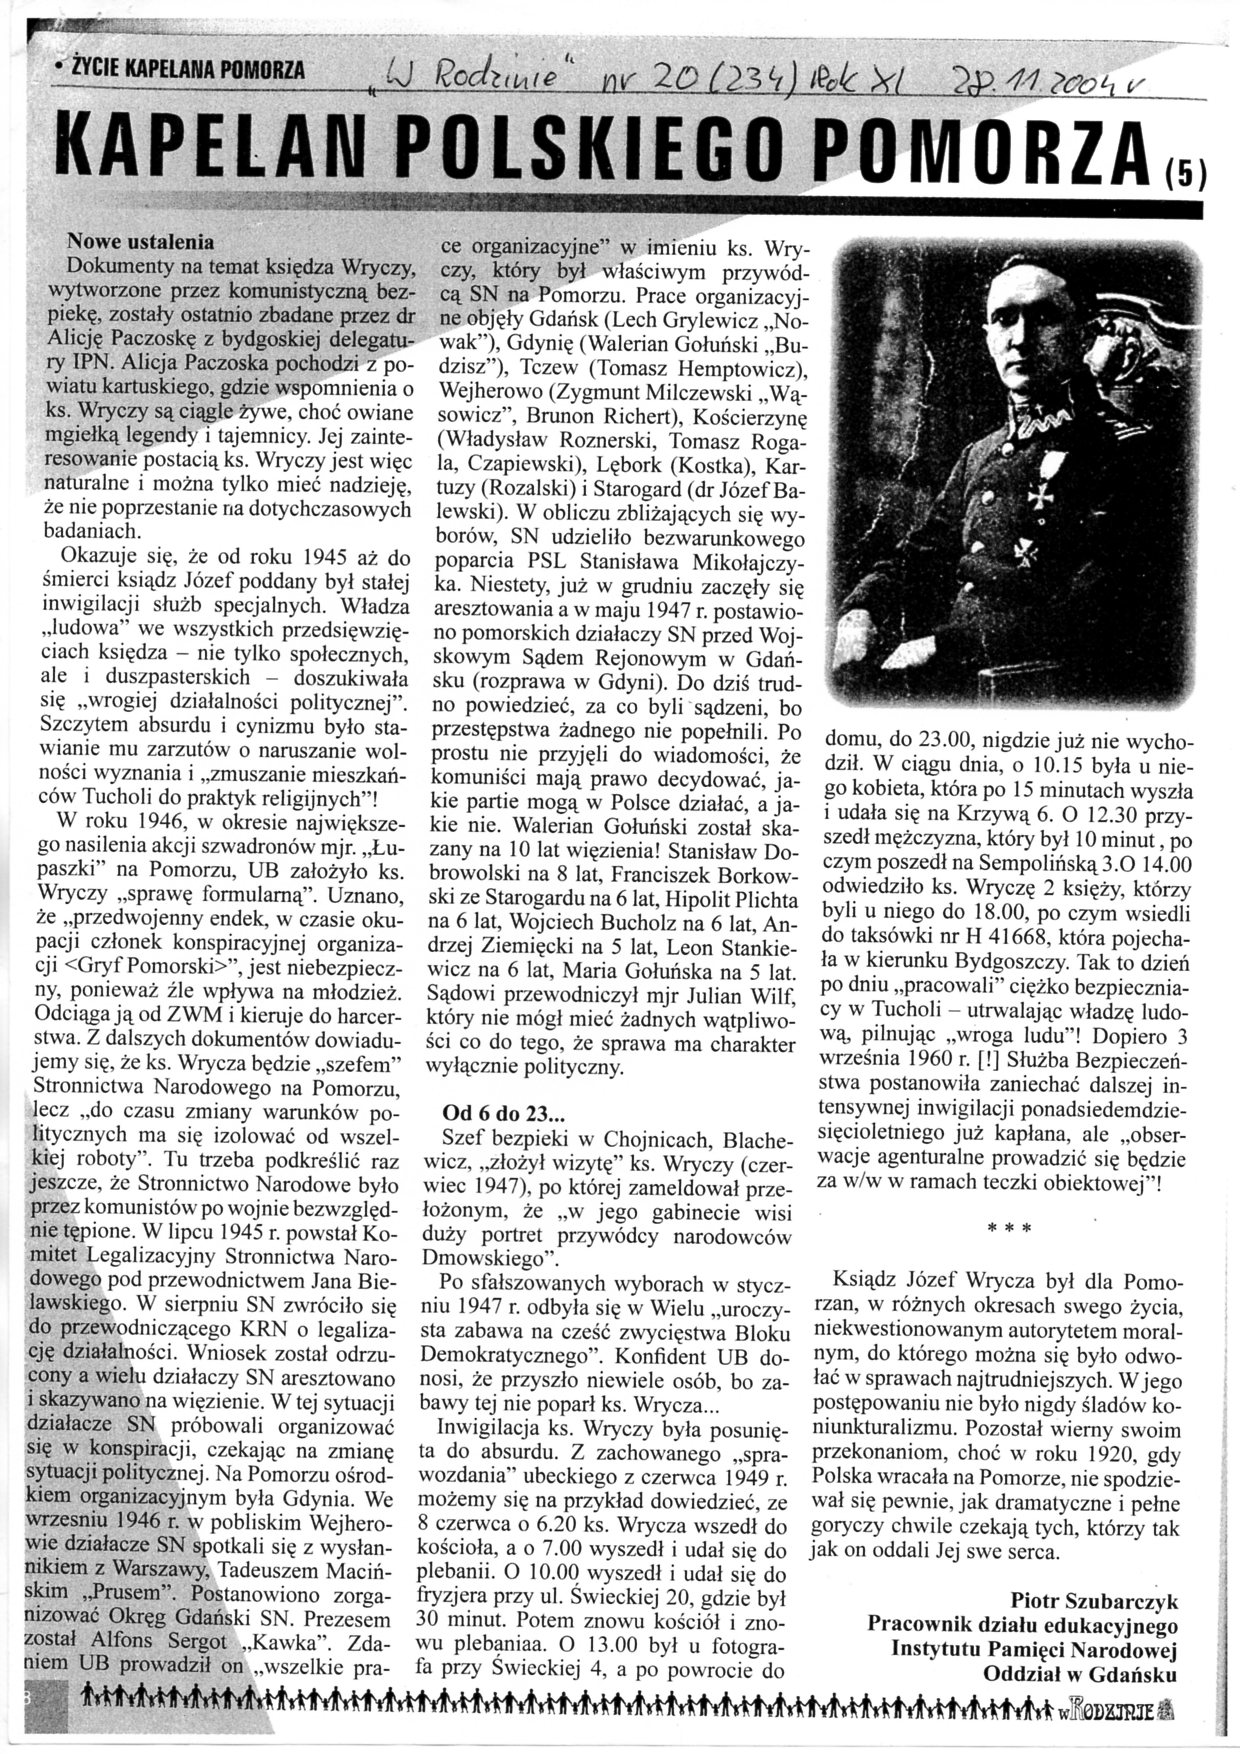 • ŻYCIE KAPELANA POMORZA
„W Rodzinie" nr 20 (234) Rok XI 28.11.2004 r
KAPELAN POLSKIEGO POMORZA (5)
Nowe ustalenia
Dokumenty na temat księdza Wryczy,
wytworzone przez komunistyczną bez-
piekę, zostały ostatnio zbadane przez dr
Alicję Paczoskę z bydgoskiej delegatu-
ry IPN. Alicja Paczoska pochodzi z po-
wiatu kartuskiego, gdzie wspomnienia o
ks. Wryczy są ciągle żywe, choć owiane
mgiełką legendy i tajemnicy. Jej zainte-
resowanie postacią ks. Wryczy jest więc
naturalne i można tylko mieć nadzieję,
że nie poprzestanie na dotychczasowych
badaniach.
Okazuje się, że od roku 1945 aż do
śmierci ksiądz Józef poddany był stałej
inwigilacji służb specjalnych. Władza
„ludowa” we wszystkich przedsięwzię-
ciach księdza – nie tylko społecznych,
ale i duszpasterskich – doszukiwała
się „wrogiej działalności politycznej”.
Szczytem absurdu i cynizmu było sta-
wianie mu zarzutów o naruszanie wol-
ności wyznania i „zmuszanie mieszkań-
ców Tucholi do praktyk religijnych”!
W roku 1946, w okresie największe-
go nasilenia akcji szwadronów mjr. „Łu-
paszki” na Pomorzu, UB założyło ks.
Wryczy „sprawę formularną”. Uznano,
że „przedwojenny endek, w czasie oku-
pacji członek konspiracyjnej organiza-
cji <Gryf Pomorski>”, jest niebezpiecz-
ny, ponieważ źle wpływa na młodzież.
Odciąga ją od ZWM i kieruje do harcer-
stwa. Z dalszych dokumentów dowiadu-
jemy się, że ks. Wrycza będzie „szefem”
Stronnictwa Narodowego na Pomorzu,
lecz „do czasu zmiany warunków po-
litycznych ma się izolować od wszel-
kiej roboty”. Tu trzeba podkreślić raz
jeszcze, że Stronnictwo Narodowe było
przez komunistów po wojnie bezwzględ-
nie tępione. W lipcu 1945 r. powstał Ko-
mitet Legalizacyjny Stronnictwa Naro-
dowego pod przewodnictwem Jana Bie-
lawskiego. W sierpniu SN zwróciło się
do przewodniczącego KRN o legaliza-
cję działalności. Wniosek został odrzu-
cony a wielu działaczy SN aresztowano
i skazywano na więzienie. W tej sytuacji
działacze SN próbowali organizować
się w konspiracji, czekając na zmianę
sytuacji politycznej. Na Pomorzu ośrod-
kiem organizacyjnym była Gdynia. We
wrzesniu 1946 r. w pobliskim Wejhero-
wie działacze SN spotkali się z wysłan-
nikiem z Warszawy, Tadeuszem Maciń-
skim „Prusem”. Postanowiono zorga-
nizować Okręg Gdański SN. Prezesem
został Alfons Sergot „Kawka”. Zda-
niem UB prowadził on „wszelkie pra-
ce organizacyjne” w imieniu ks. Wry-
czy, który był właściwym przywód-
cą SN na Pomorzu. Prace organizacyj-
ne objęły Gdańsk (Lech Grylewicz „No-
wak”), Gdynię (Walerian Gołuński „Bu-
dzisz”), Tczew (Tomasz Hemptowicz),
Wejherowo (Zygmunt Milczewski „Wą-
sowicz”, Brunon Richert), Kościerzynę
(Władysław Roznerski, Tomasz Roga-
la, Czapiewski), Lębork (Kostka), Kar-
tuzy (Rozalski) i Starogard (dr Józef Ba-
lewski). W obliczu zbliżających się wy-
borów, SN udzieliło bezwarunkowego
poparcia PSL Stanisława Mikołajczy-
ka. Niestety, już w grudniu zaczęły się
aresztowania a w maju 1947 r. postawio-
no pomorskich działaczy SN przed Woj-
skowym Sądem Rejonowym w Gdań-
sku (rozprawa w Gdyni). Do dziś trud-
no powiedzieć, za co byli sądzeni, bo
przestępstwa żadnego nie popełnili. Po
prostu nie przyjęli do wiadomości, że
komuniści mają prawo decydować, ja-
kie partie mogą w Polsce działać, a ja-
kie nie. Walerian Gołuński został ska-
zany na 10 lat więzienia! Stanisław Do-
browolski na 8 lat, Franciszek Borkow-
ski ze Starogardu na 6 lat, Hipolit Plichta
na 6 lat, Wojciech Bucholz na 6 lat, An-
drzej Ziemięcki na 5 lat, Leon Stankie-
wicz na 6 lat, Maria Gołuńska na 5 lat.
Sądowi przewodniczył mjr Julian Wilf,
który nie mógł mieć żadnych wątpliwo-
ści co do tego, że sprawa ma charakter
wyłącznie polityczny.
Od 6 do 23...
Szef bezpieki w Chojnicach, Blache-
wicz, „złożył wizytę” ks. Wryczy (czer-
wiec 1947), po której zameldował prze-
łożonym, że „w jego gabinecie wisi
duży portret przywódcy narodowców
Dmowskiego”.
Po sfałszowanych wyborach w stycz-
niu 1947 r. odbyła się w Wielu „uroczy-
sta zabawa na cześć zwycięstwa Bloku
Demokratycznego”. Konfident UB do-
nosi, że przyszło niewiele osób, bo za-
bawy tej nie poparł ks. Wrycza...
Inwigilacja ks. Wryczy była posunię-
ta do absurdu. Z zachowanego „spra-
wozdania” ubeckiego z czerwca 1949 r.
możemy się na przykład dowiedzieć, ze
8 czerwca o 6.20 ks. Wrycza wszedł do
kościoła, a o 7.00 wyszedł i udał się do
plebanii. O 10.00 wyszedł i udał się do
fryzjera przy ul. Świeckiej 20, gdzie był
30 minut. Potem znowu kościół i zno-
wu plebaniaa. O 13.00 był u fotogra-
fa przy Świeckiej 4, a po powrocie do
domu, do 23.00, nigdzie już nie wycho-
dził. W ciągu dnia, o 10.15 była u nie-
go kobieta, która po 15 minutach wyszła
i udała się na Krzywą 6. O 12.30 przy-
szedł mężczyzna, który był 10 minut , po
czym poszedł na Sempolińską 3.O 14.00
odwiedziło ks. Wryczę 2 księży, którzy
byli u niego do 18.00, po czym wsiedli
do taksówki nr H 41668, która pojecha-
ła w kierunku Bydgoszczy. Tak to dzień
po dniu „pracowali” ciężko bezpiecznia-
cy w Tucholi – utrwalając władzę ludo-
wą, pilnując „wroga ludu”! Dopiero 3
września 1960 r. [!] Służba Bezpieczeń-
stwa postanowiła zaniechać dalszej in-
tensywnej inwigilacji ponadsiedemdzie-
sięcioletniego już kapłana, ale „obser-
wacje agenturalne prowadzić się będzie
za w/w w ramach teczki obiektowej”!
* * *
Ksiądz Józef Wrycza był dla Pomo-
rzan, w różnych okresach swego życia,
niekwestionowanym autorytetem moral-
nym, do którego można się było odwo-
łać w sprawach najtrudniejszych. W jego
postępowaniu nie było nigdy śladów ko-
niunkturalizmu. Pozostał wierny swoim
przekonaniom, choć w roku 1920, gdy
Polska wracała na Pomorze, nie spodzie-
wał się pewnie, jak dramatyczne i pełne
goryczy chwile czekają tych, którzy tak
jak on oddali Jej swe serca.
Piotr Szubarczyk
Pracownik działu edukacyjnego
Instytutu Pamięci Narodowej
Oddział w Gdańsku
8
w RODZINIE